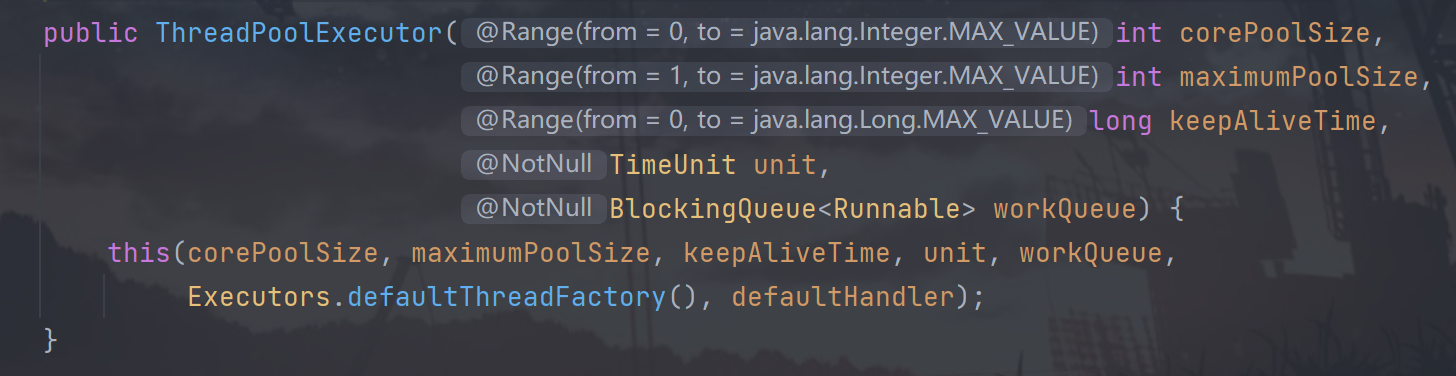 public ThreadPoolExecutor( @Range(from = 0, to = java.lang.Integer.MAX_VALUE) int corePoolSize,
@Range(from = 1, to = java.lang.Integer.MAX_VALUE) int maximumPoolSize,
@Range(from = 0, to = java.lang.Long.MAX_VALUE) long keepAliveTime,
@NotNull TimeUnit unit,
@NotNull BlockingQueue<Runnable> workQueue) {
this(corePoolSize, maximumPoolSize, keepAliveTime, unit, workQueue,
Executors.defaultThreadFactory(), defaultHandler);
}